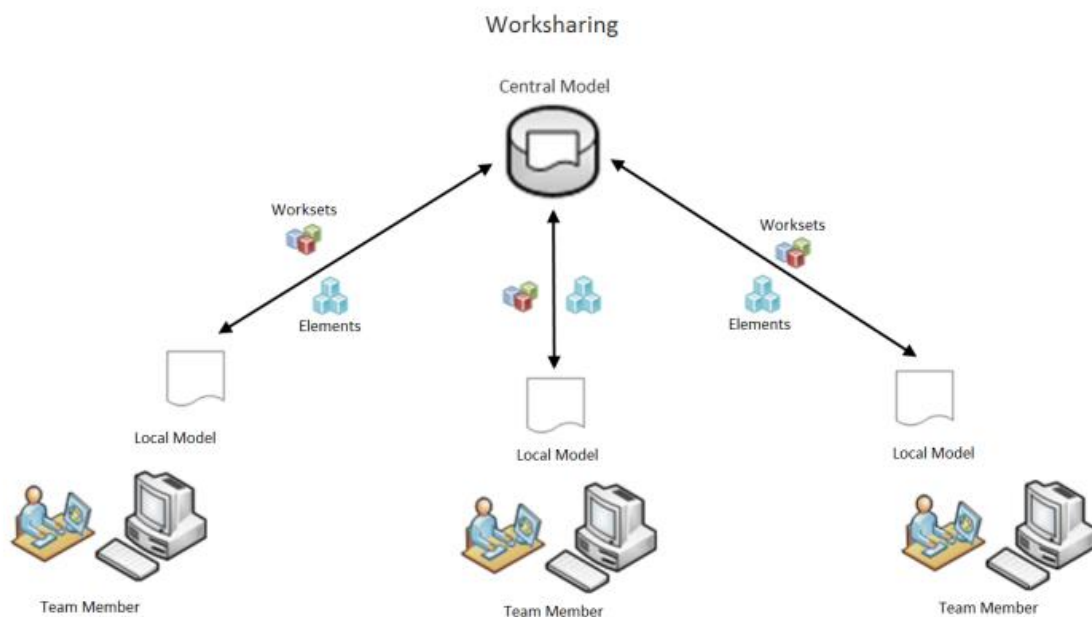 Worksharing
Central Model
Worksets
Worksets
Elements
Elements
Local Model
Local Model
Local Model
Team Member
Team Member
Team Member